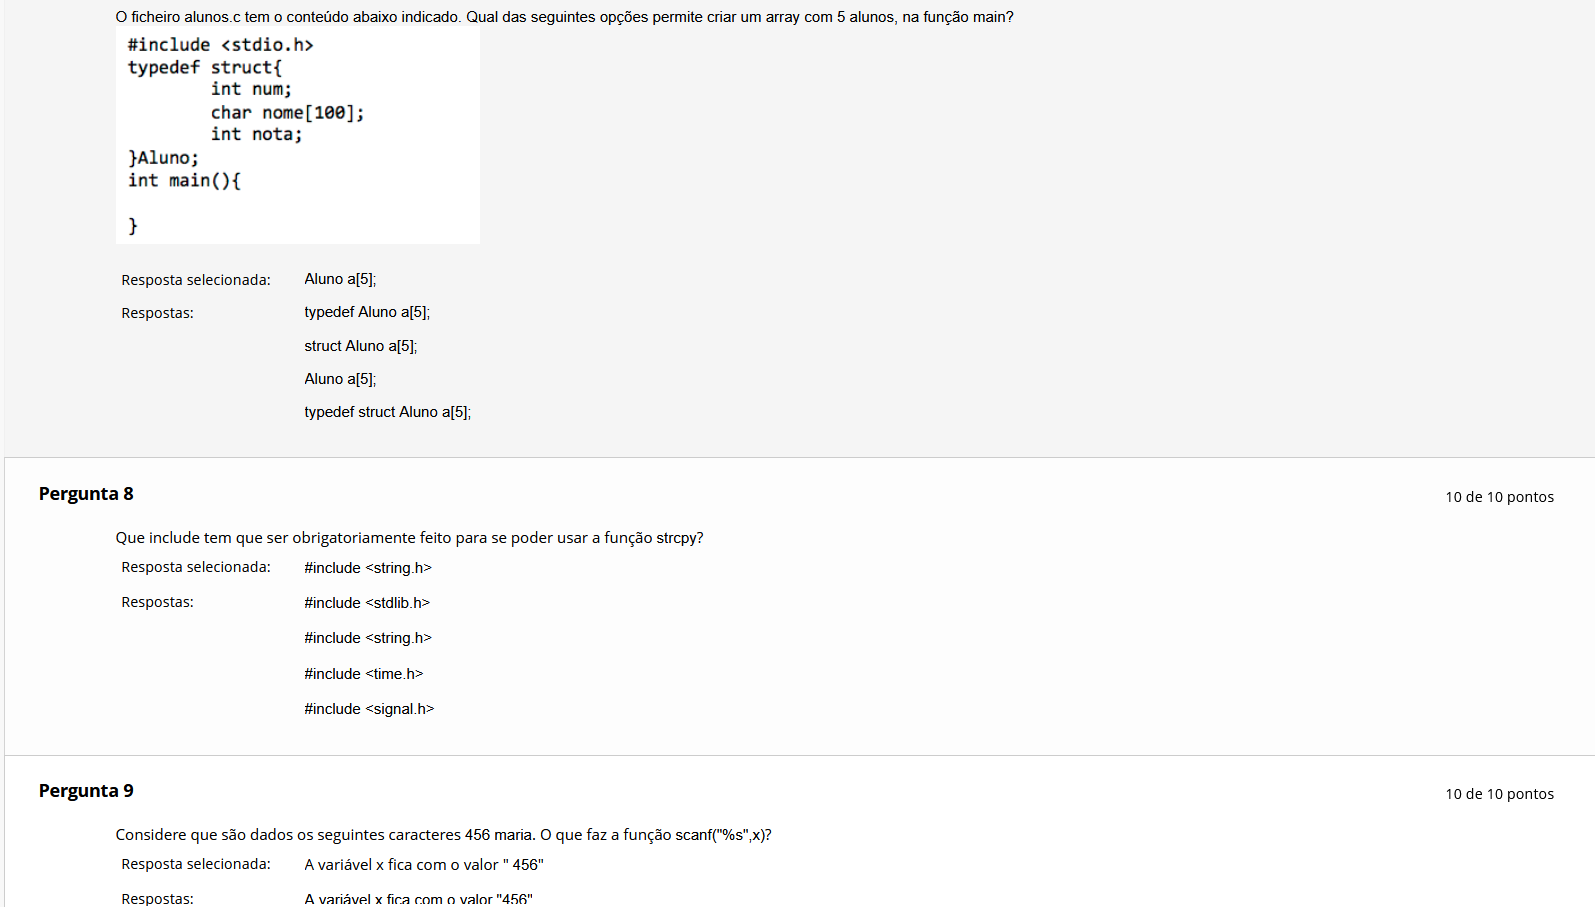 O ficheiro alunos.c tem o conteúdo abaixo indicado. Qual das seguintes opções permite criar um array com 5 alunos, na função main?
#include <stdio.h>
typedef struct{
int num;
char nome[100];
int nota;
}Aluno;
int main(){
}
Resposta selecionada: Aluno a[5];
Respostas: typedef Aluno a[5];
struct Aluno a[5];
Aluno a[5];
typedef struct Aluno a[5];
Pergunta 8 10 de 10 pontos
Que include tem que ser obrigatoriamente feito para se poder usar a função strcpy?
Resposta selecionada: #include <string.h>
Respostas: #include <stdlib.h>
#include <string.h>
#include <time.h>
#include <signal.h>
Pergunta 9 10 de 10 pontos
Considere que são dados os seguintes caracteres 456 maria. O que faz a função scanf("%s",x)?
Resposta selecionada: A variável x fica com o valor " 456"
Respostas: A variável x fica com o valor "456"